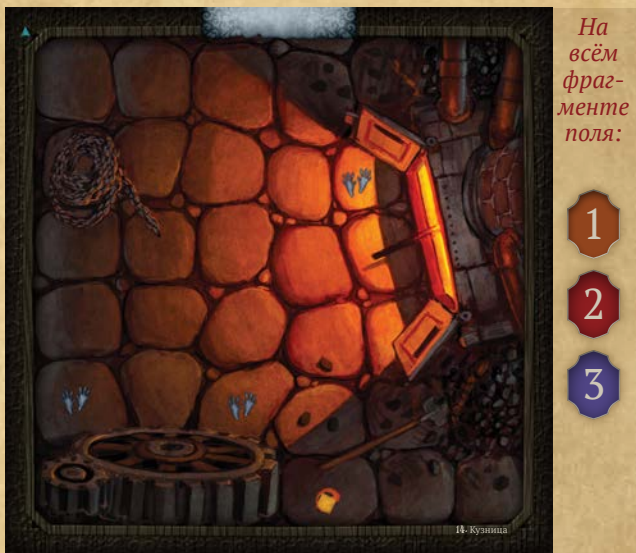 На
всём
фраг-
менте
поля:
1
2
3
14. Кузница